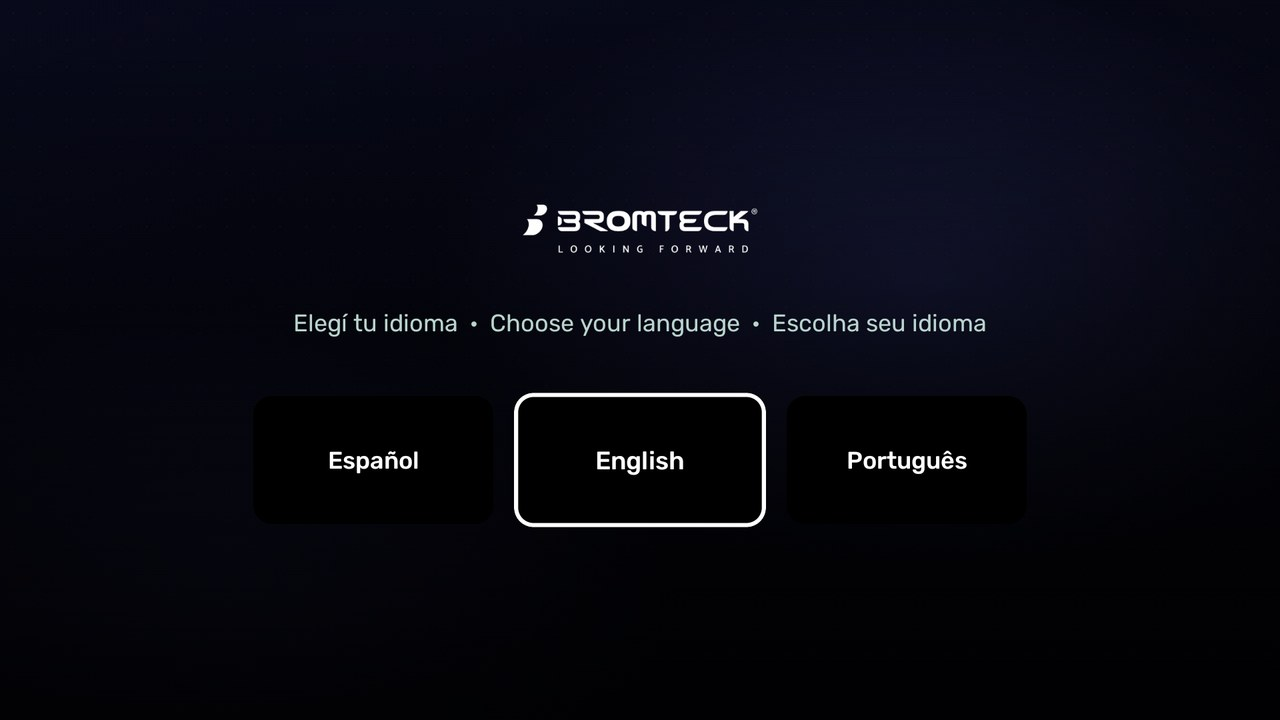 BROMTECK®
LOOKING FORWARD
Elegí tu idioma • Choose your language • Escolha seu idioma
Español
English
Português